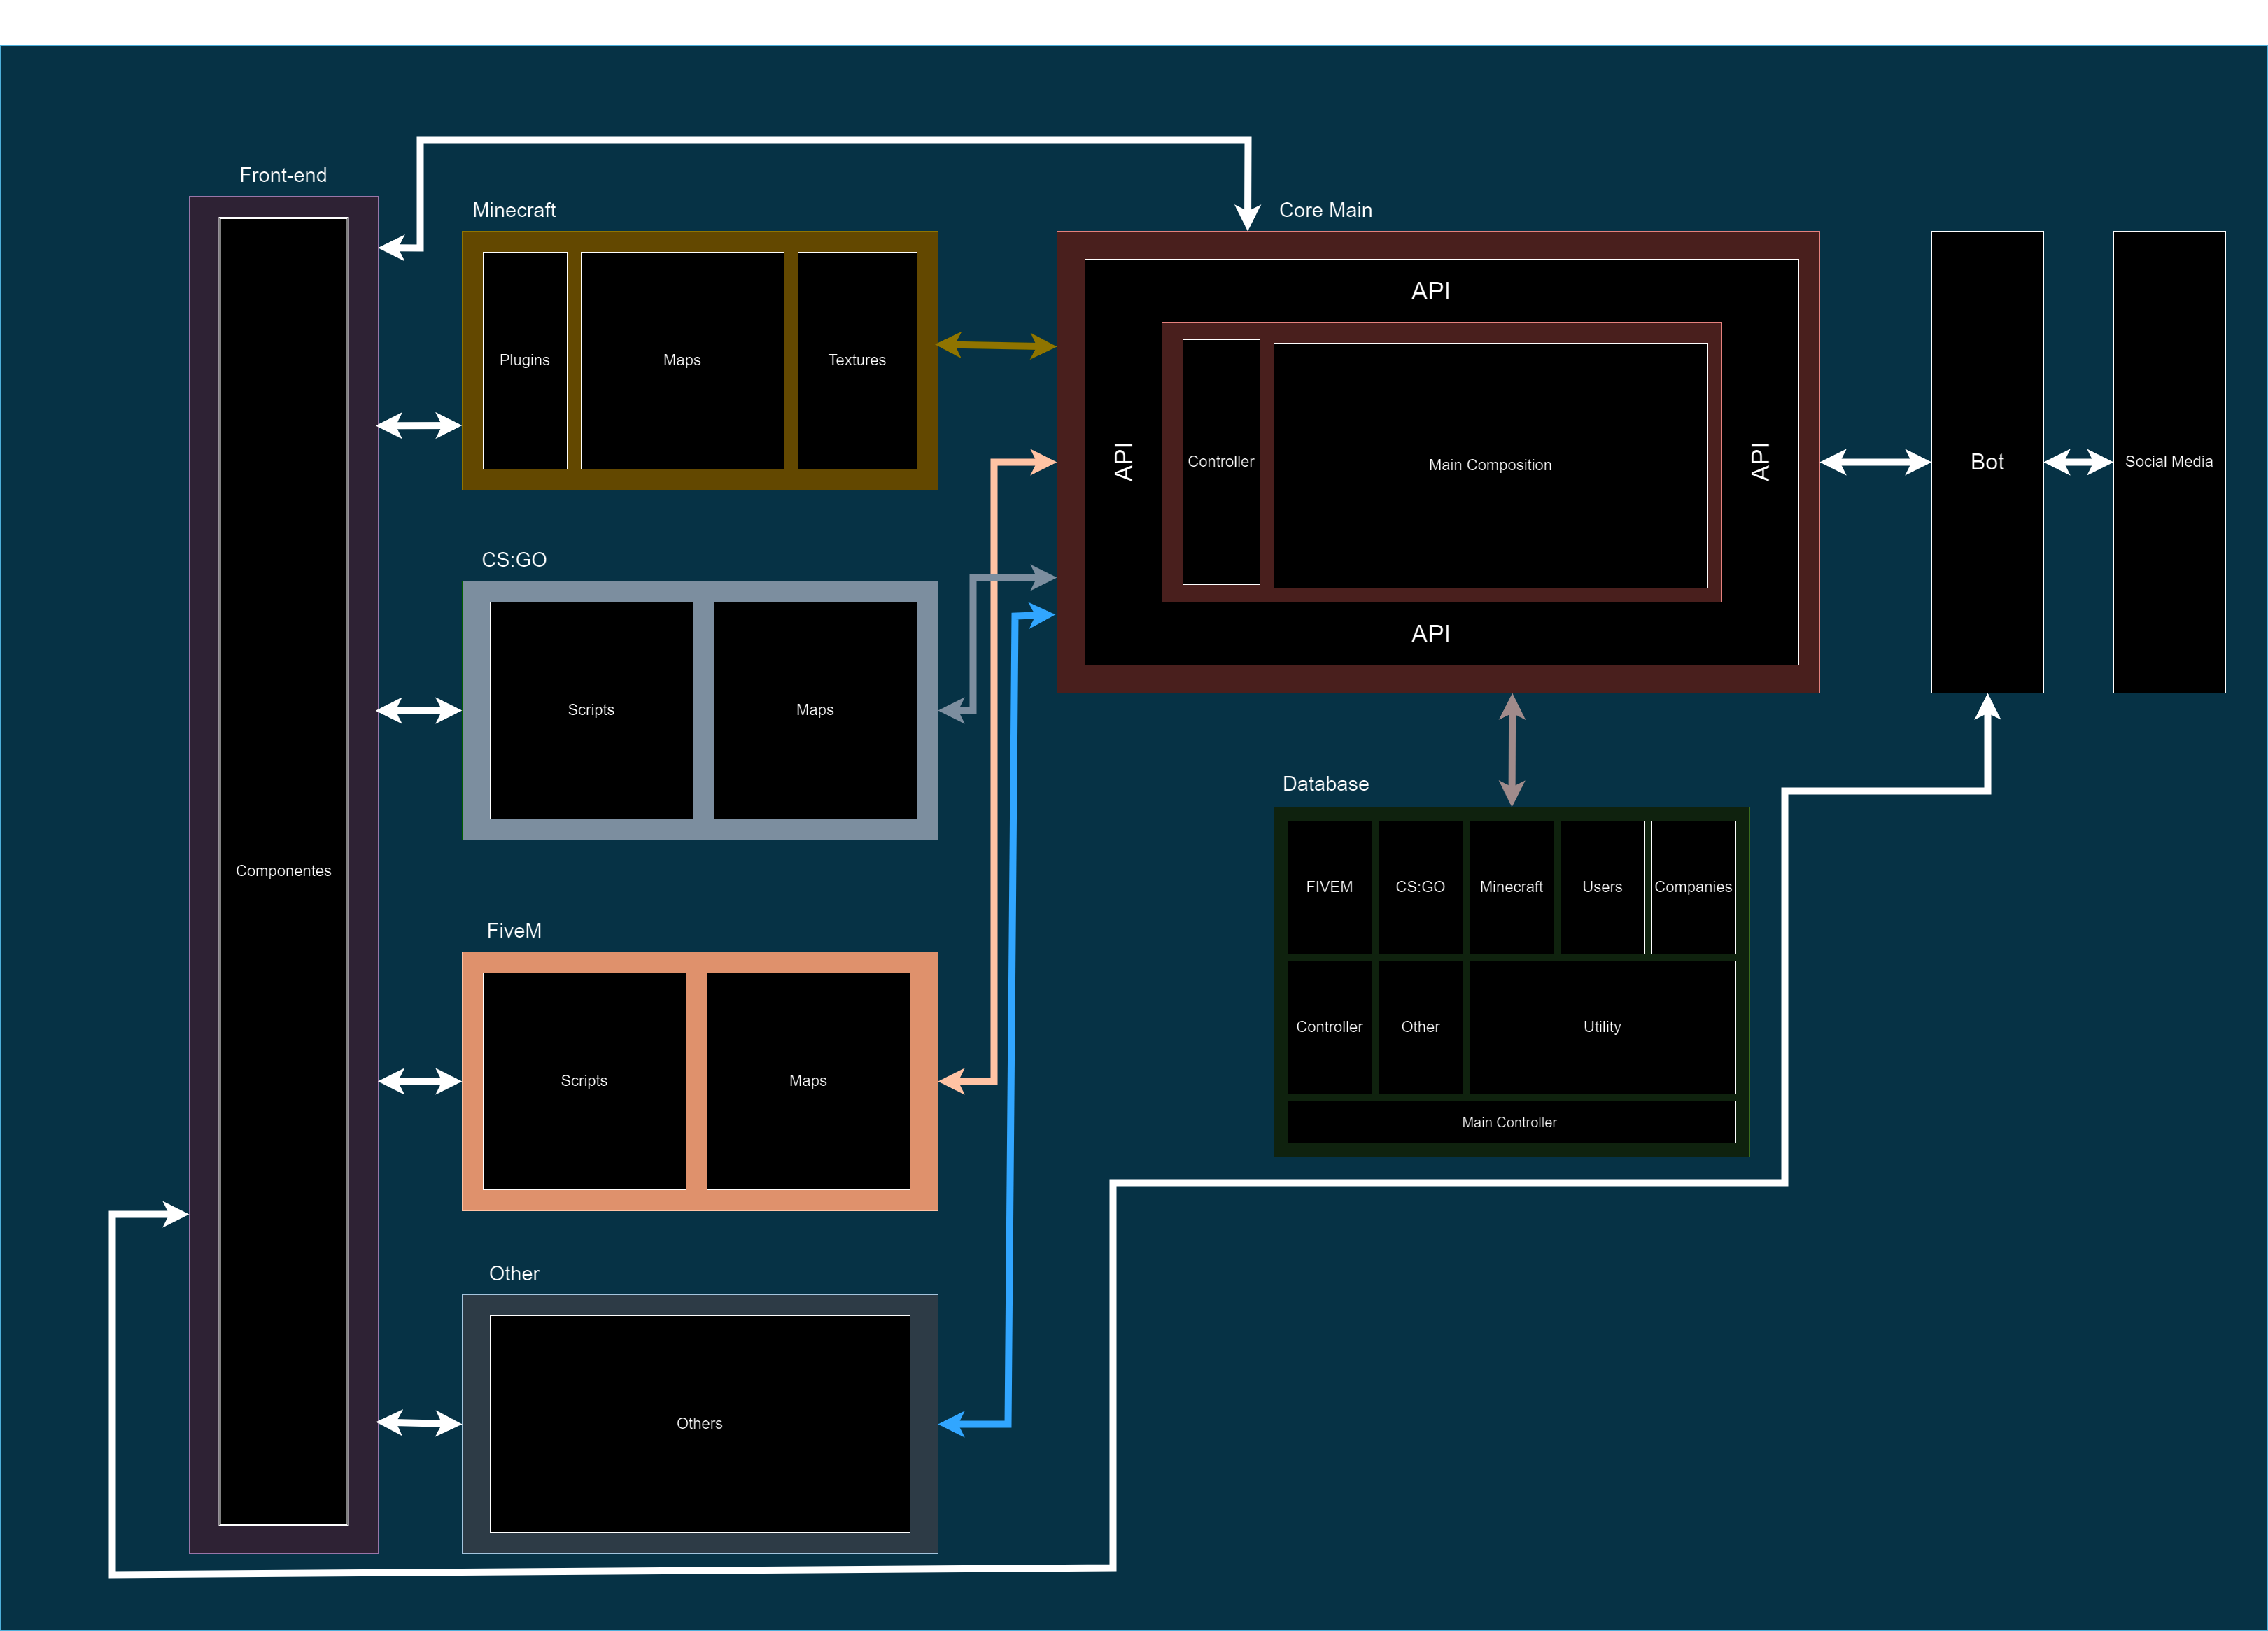 Front-end
Componentes
Minecraft
Plugins
Maps
Textures
CS:GO
Scripts
Maps
FiveM
Scripts
Maps
Other
Others
Core Main
API
API
Controller
Main Composition
API
API
Bot
Social Media
Database
FIVEM
CS:GO
Minecraft
Users
Companies
Controller
Other
Utility
Main Controller